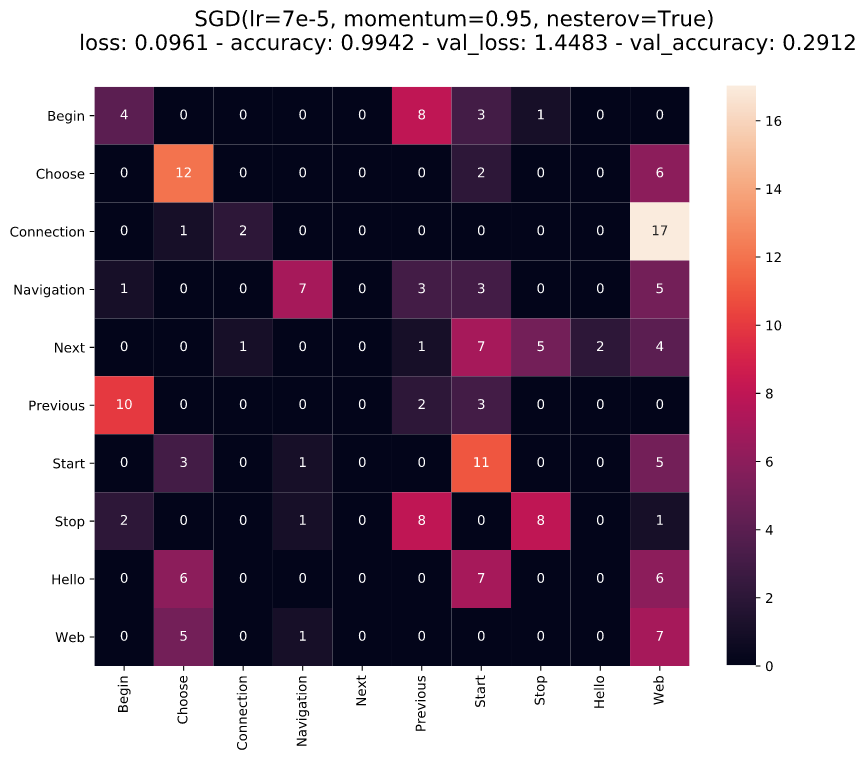 SGD(lr=7e-5, momentum=0.95, nesterov=True)
loss: 0.0961 - accuracy: 0.9942 - val_loss: 1.4483 - val_accuracy: 0.2912
Begin 4 0 0 0 0 8 3 1 0 0
Choose 0 12 0 0 0 0 2 0 0 6
Connection 0 1 2 0 0 0 0 0 0 17
Navigation 1 0 0 7 0 3 3 0 0 5
Next 0 0 1 0 0 1 7 5 2 4
Previous 10 0 0 0 0 2 3 0 0 0
Start 0 3 0 1 0 0 11 0 0 5
Stop 2 0 0 1 0 8 0 8 0 1
Hello 0 6 0 0 0 0 7 0 0 6
Web 0 5 0 1 0 0 0 0 0 7
Begin
Choose
Connection
Navigation
Next
Previous
Start
Stop
Hello
Web
16
14
12
10
8
6
4
2
0